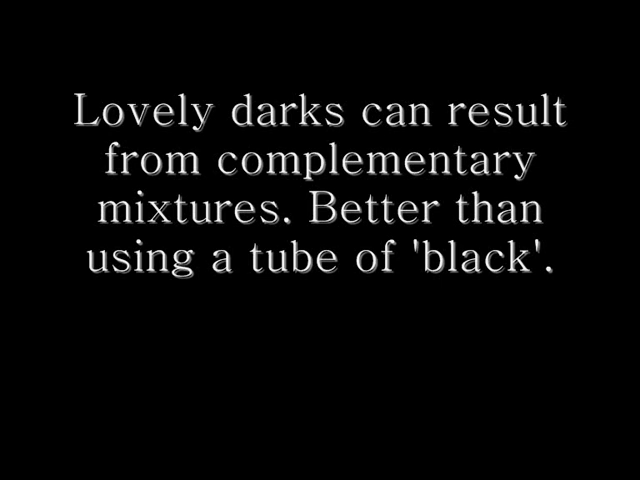 Lovely darks can result
from complementary
mixtures. Better than
using a tube of 'black'.